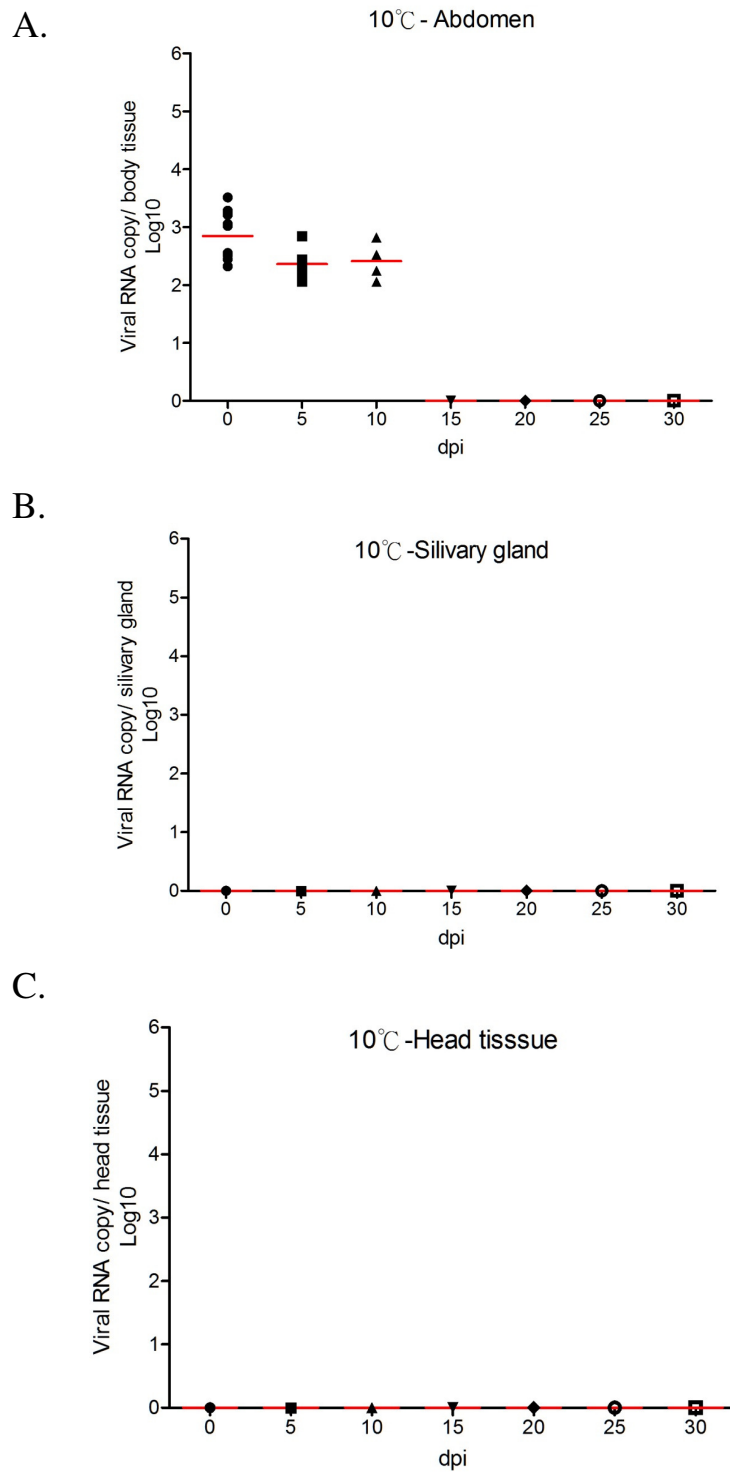 A.
10℃ - Abdomen
Viral RNA copy/ body tissue
Log10
6
5
4
3
2
1
0
0 5 10 15 20 25 30
dpi
B.
10℃ -Silivary gland
Viral RNA copy/ silivary gland
Log10
6
5
4
3
2
1
0
0 5 10 15 20 25 30
dpi
C.
10℃ -Head tisssue
Viral RNA copy/ head tissue
Log10
6
5
4
3
2
1
0
0 5 10 15 20 25 30
dpi